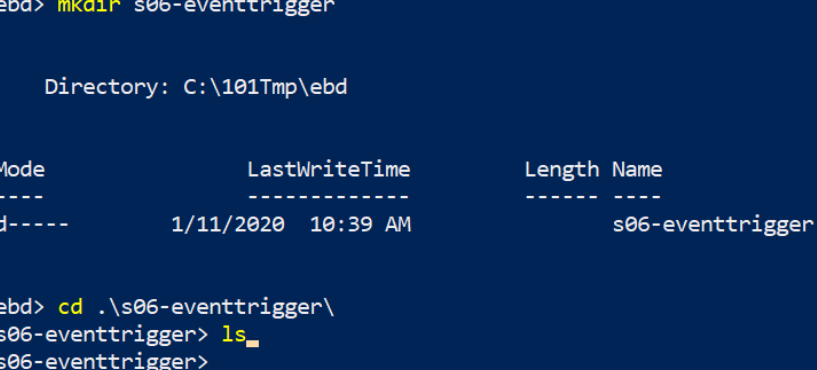 ebd> mkdir s06-eventtrigger
Directory: C:\101Tmp\ebd
Mode LastWriteTime Length Name
---- ------------- ------ ----
d----- 1/11/2020 10:39 AM s06-eventtrigger
ebd> cd .\s06-eventtrigger\
s06-eventtrigger> ls
s06-eventtrigger>